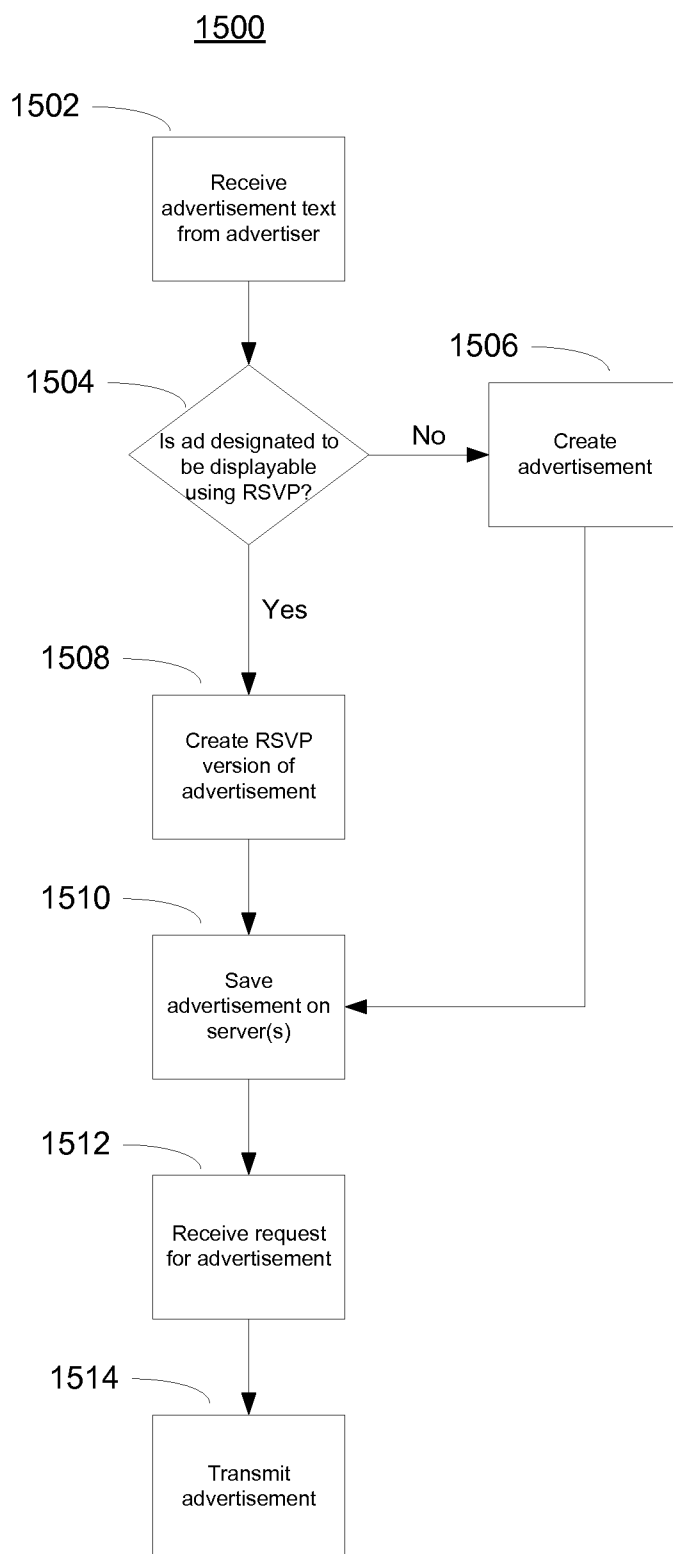 1500
1502
Receive
advertisement text
from advertiser
1504
Is ad designated to
be displayable
using RSVP?
No
1506
Create
advertisement
Yes
1508
Create RSVP
version of
advertisement
1510
Save
advertisement on
server(s)
1512
Receive request
for advertisement
1514
Transmit
advertisement